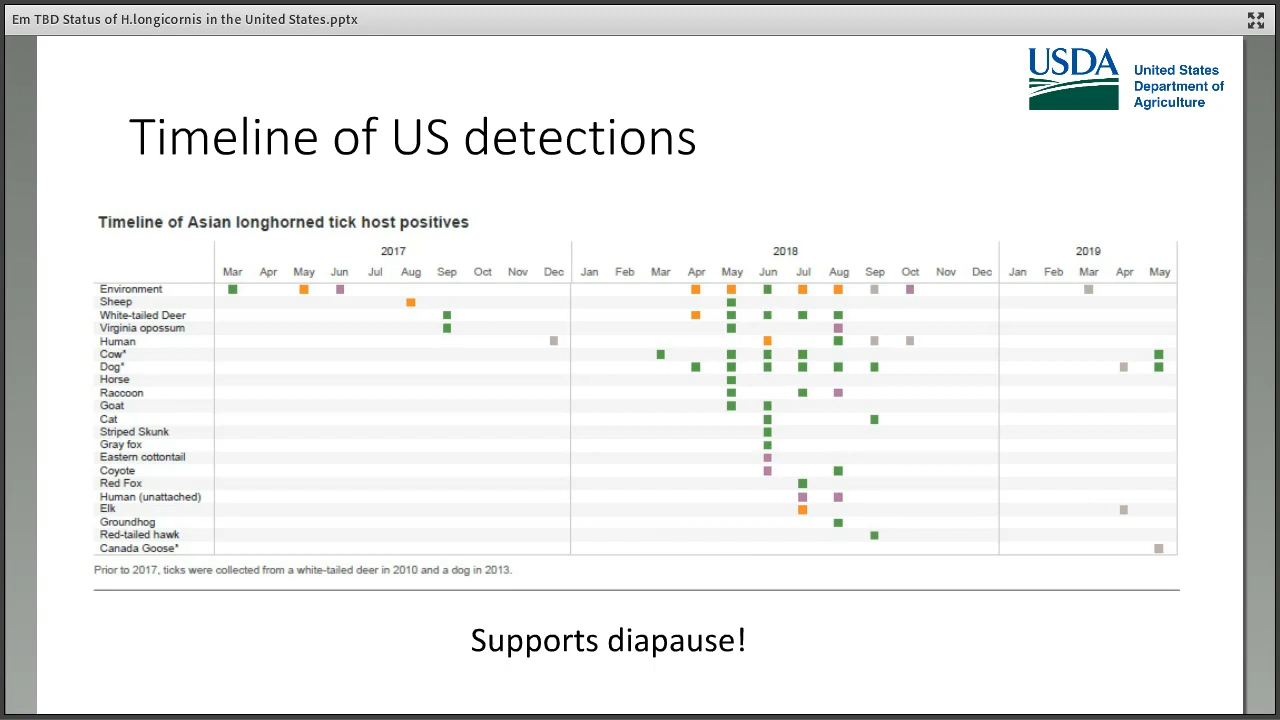 Em TBD Status of H.longicornis in the United States.pptx
USDA
United States
Department of
Agriculture
Timeline of US detections
Timeline of Asian longhorned tick host positives
2017 2018 2019
Mar Apr May Jun Jul Aug Sep Oct Nov Dec Jan Feb Mar Apr May Jun Jul Aug Sep Oct Nov Dec Jan Feb Mar Apr May
Environment
Sheep
White-tailed Deer
Virginia opossum
Human
Cow*
Dog*
Horse
Raccoon
Goat
Cat
Striped Skunk
Gray fox
Eastern cottontail
Coyote
Red Fox
Human (unattached)
Elk
Groundhog
Red-tailed hawk
Canada Goose*
Prior to 2017, ticks were collected from a white-tailed deer in 2010 and a dog in 2013.
Supports diapause!